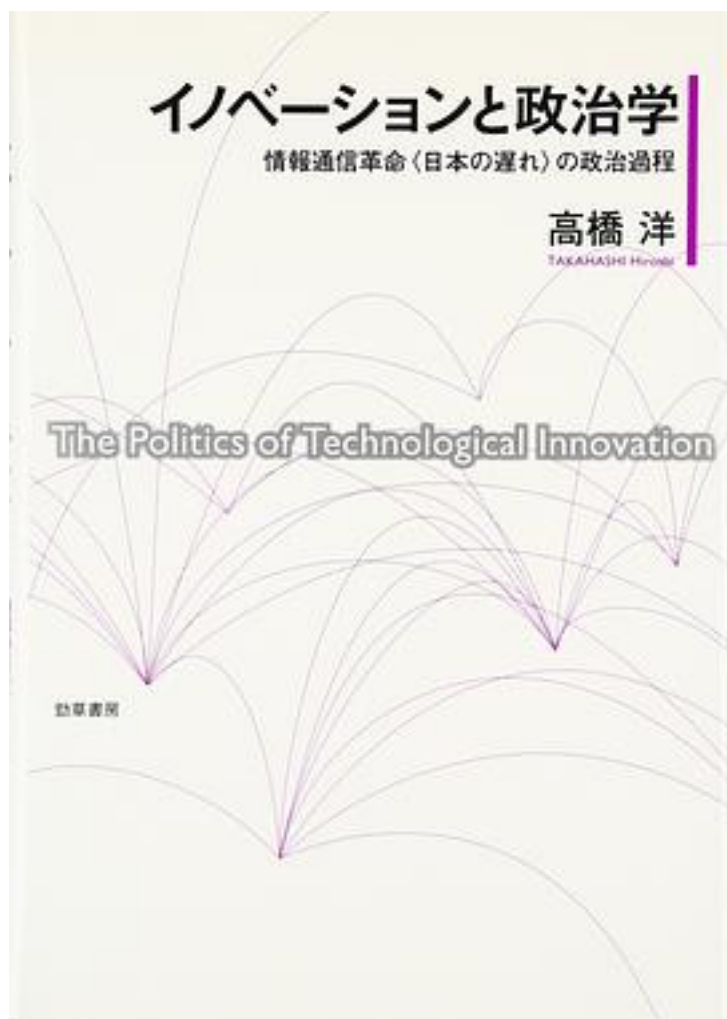 イノベーションと政治学
情報通信革命〈日本の遅れ〉の政治過程
高橋 洋
TAKAHASHI Hiroshi
The Politics of Technological Innovation
勁草書房